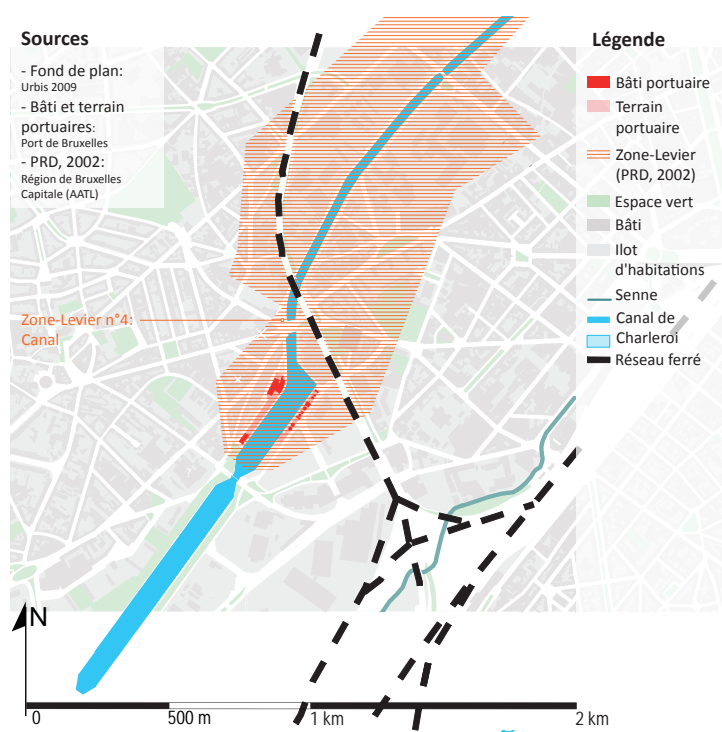 Sources
- Fond de plan:
Urbis 2009
- Bâti et terrain
portuaires:
Port de Bruxelles
- PRD, 2002:
Région de Bruxelles
Capitale (AATL)
Zone-Levier n°4:
Canal
Légende
Bâti portuaire
Terrain
portuaire
Zone-Levier
(PRD, 2002)
Espace vert
Bâti
Ilot
d'habitations
Senne
Canal de
Charleroi
Réseau ferré
N
0
500 m
1 km
2 km